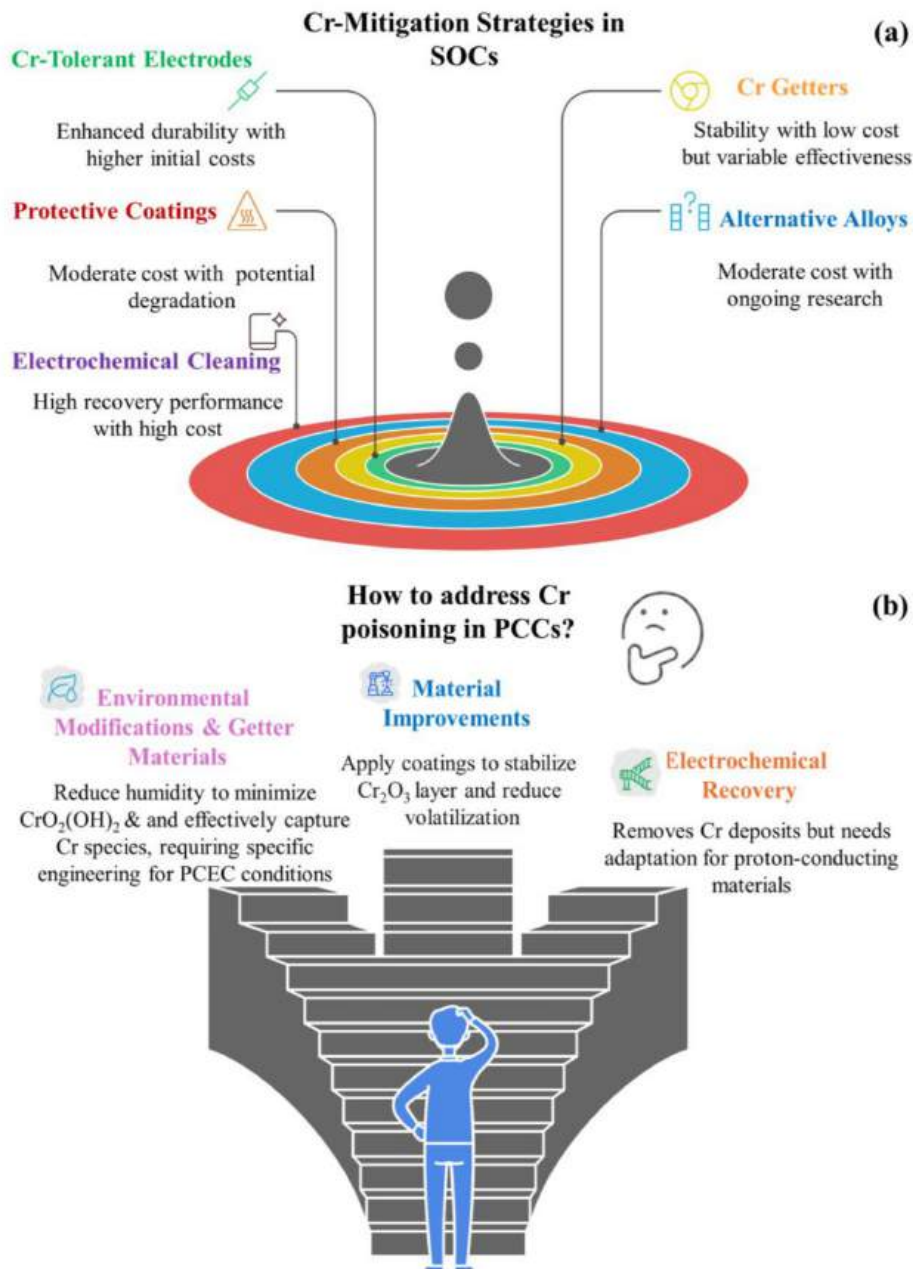 Cr-Mitigation Strategies in
SOCs
(a)
Cr-Tolerant Electrodes
Enhanced durability with
higher initial costs
Protective Coatings
Moderate cost with potential
degradation
Electrochemical Cleaning
High recovery performance
with high cost
Cr Getters
Stability with low cost
but variable effectiveness
?
Alternative Alloys
Moderate cost with
ongoing research
How to address Cr
poisoning in PCCs?
(b)
Environmental
Modifications & Getter
Materials
Reduce humidity to minimize
CrO₂(OH)₂ & and effectively capture
Cr species, requiring specific
engineering for PCEC conditions
Material
Improvements
Apply coatings to stabilize
Cr₂O₃ layer and reduce
volatilization
Electrochemical
Recovery
Removes Cr deposits but needs
adaptation for proton-conducting
materials